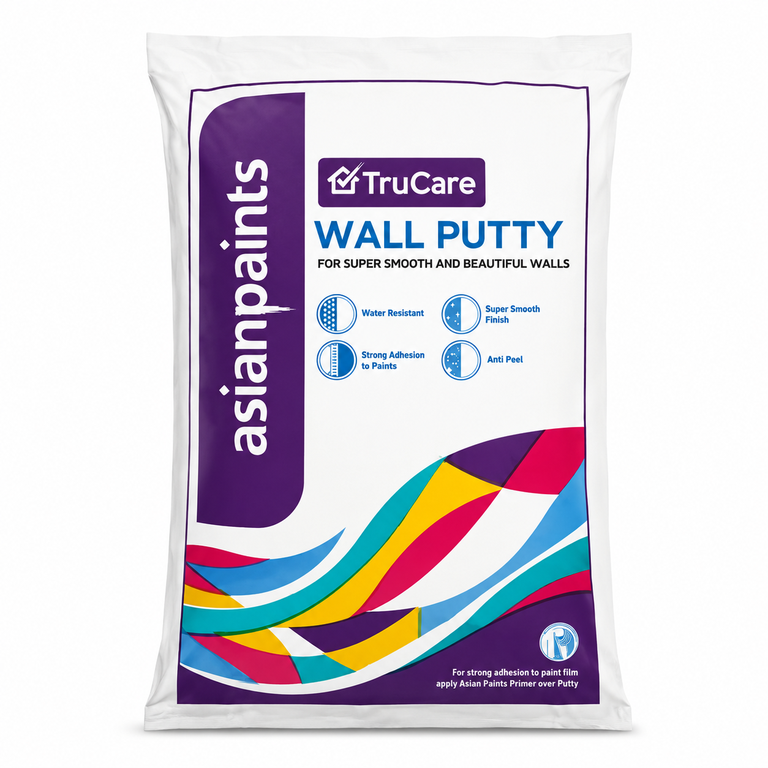 asianpaints
TruCare
WALL PUTTY
FOR SUPER SMOOTH AND BEAUTIFUL WALLS
Water Resistant
Super Smooth
Finish
Strong Adhesion
to Paints
Anti Peel
For strong adhesion to paint film
apply Asian Paints Primer over Putty